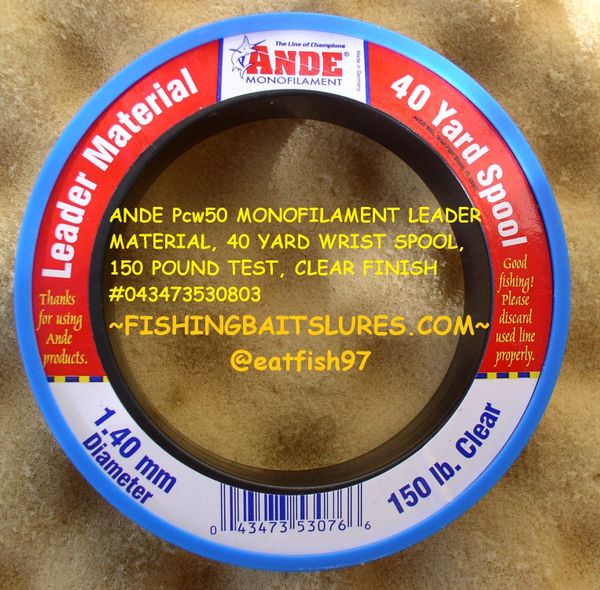 The Line of Champions
ANDE®
MONOFILAMENT
Made in Germany
Leader Material
40 Yard Spool
ANDE Pcw50 MONOFILAMENT LEADER
MATERIAL, 40 YARD WRIST SPOOL,
150 POUND TEST, CLEAR FINISH
#043473530803
~FISHINGBAITSLURES.COM~
@eatfish97
Thanks
for using
Ande
products.
Good
fishing!
Please
discard
used line
properly.
1.40 mm
Diameter
150 lb. Clear
0 43473 53076 6